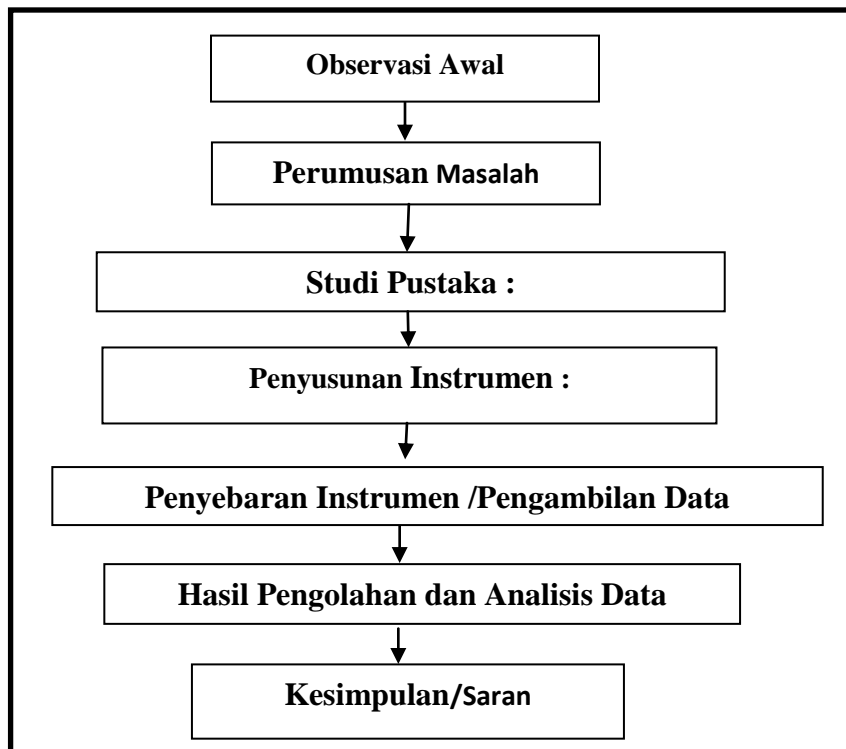 Observasi Awal
Perumusan Masalah
Studi Pustaka :
Penyusunan Instrumen :
Penyebaran Instrumen /Pengambilan Data
Hasil Pengolahan dan Analisis Data
Kesimpulan/Saran